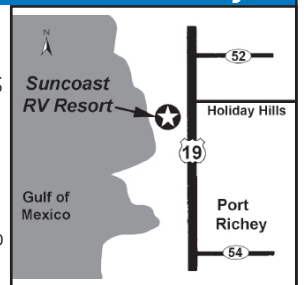 N
52
Suncoast
RV Resort
Holiday Hills
19
Gulf of
Mexico
Port
Richey
54